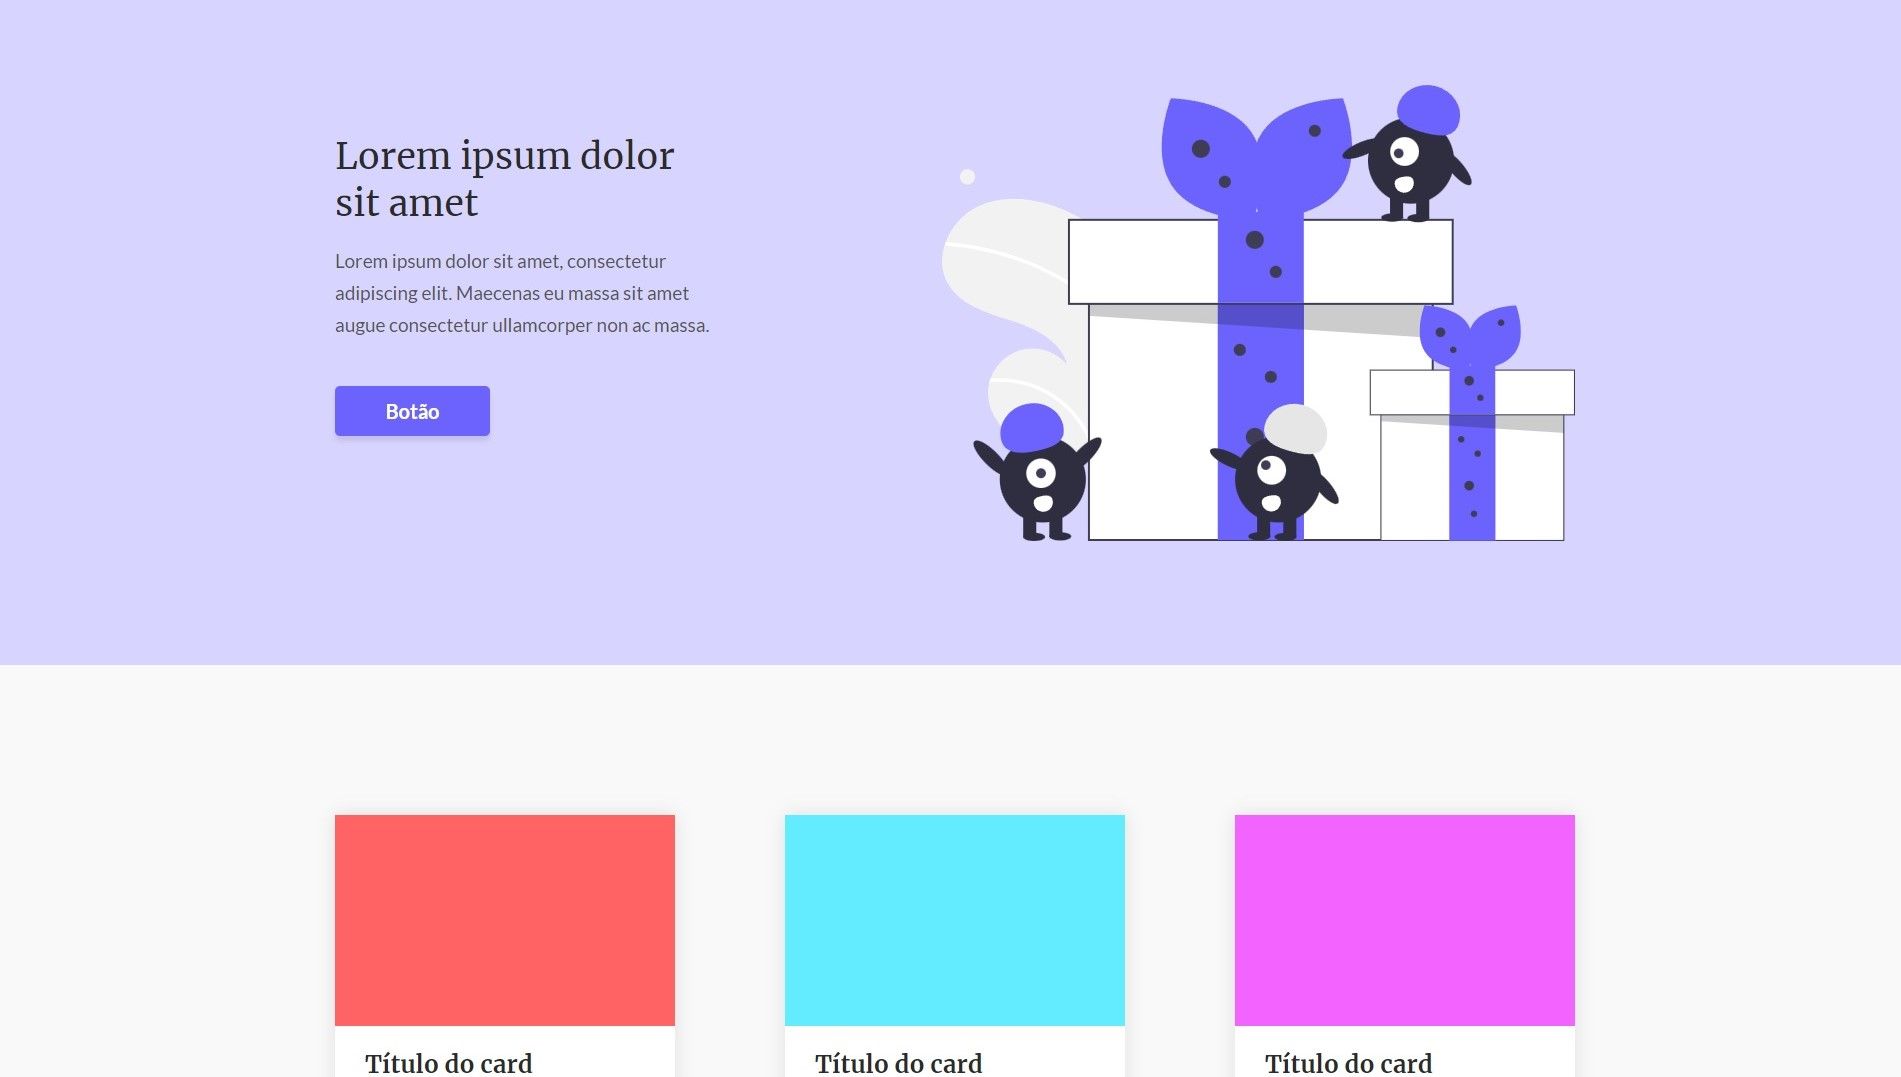 Lorem ipsum dolor
sit amet
Lorem ipsum dolor sit amet, consectetur
adipiscing elit. Maecenas eu massa sit amet
augue consectetur ullamcorper non ac massa.
Botão
Título do card
Título do card
Título do card